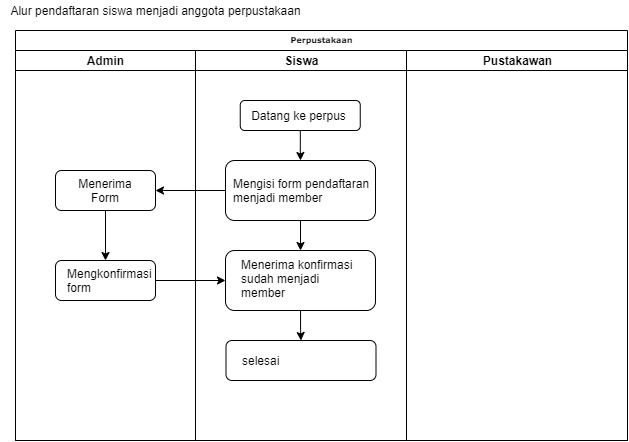 Alur pendaftaran siswa menjadi anggota perpustakaan
Perpustakaan
Admin
Siswa
Pustakawan
Datang ke perpus
Mengisi form pendaftaran
menjadi member
Menerima
Form
Mengkonfirmasi
form
Menerima konfirmasi
sudah menjadi
member
selesai